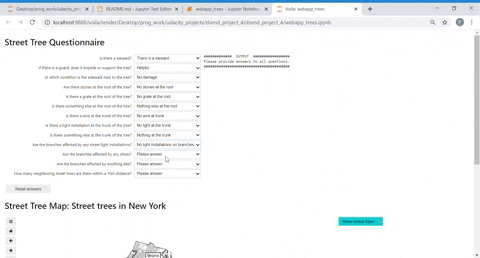 Desktop/prog_work/udacity_proje
README.md - Jupyter Text Editor
webapp_trees - Jupyter Notebook
Voila: webapp_trees
localhost:8888/voila/render/Desktop/prog_work/udacity_projects/dsend_project_4/dsend_project_4/webapp_trees.ipynb
Street Tree Questionnaire
Is there a steward? There is a steward
If there is a guard, does it impede or support the tree? Helpful
In which condition is the sidewalk next to the tree? No damage
Are there stones at the root of the tree? No stones at the root
Is there a grate at the root of the tree? No grate at the root
Is there something else at the root of the tree? Nothing else at the root
Is there a wire at the trunk of the tree? No wire at trunk
Is there a light installation at the trunk of the tree? No light at the trunk
Is there something else at the trunk of the tree? Nothing at the trunk
Are the branches affected by any street light installations? No light installations on branches
Are the branches affected by any shoes? Please answer
Are the branches affected by anything else? Please answer
How many neighboring street trees are there within a 10m distance? Please answer
############# OUTPUT #################
Please provide answers to all questions.
Reset answers
Street Tree Map: Street trees in New York
Bronx